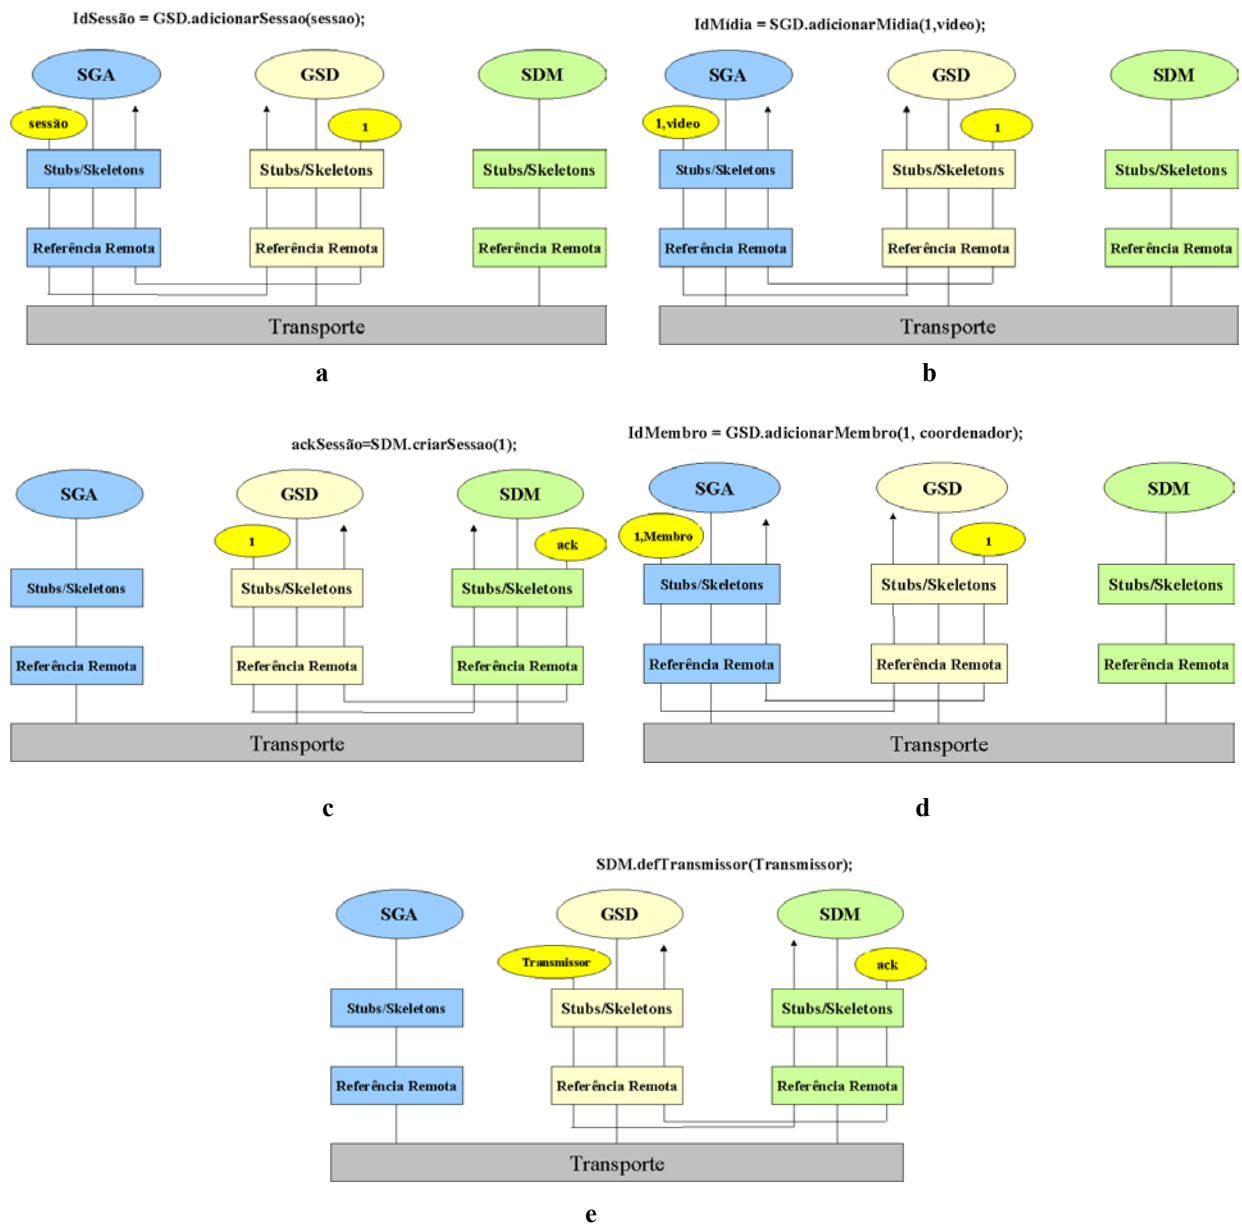 IdSessão = GSD.adicionarSessao(sessao);
SGA
GSD
SDM
sessão
1
Stubs/Skeletons
Stubs/Skeletons
Stubs/Skeletons
Referência Remota
Referência Remota
Referência Remota
Transporte
a
IdMídia = SGD.adicionarMidia(1,video);
SGA
GSD
SDM
1,video
1
Stubs/Skeletons
Stubs/Skeletons
Stubs/Skeletons
Referência Remota
Referência Remota
Referência Remota
Transporte
b
ackSessão=SDM.criarSessao(1);
SGA
GSD
SDM
1
ack
Stubs/Skeletons
Stubs/Skeletons
Stubs/Skeletons
Referência Remota
Referência Remota
Referência Remota
Transporte
c
IdMembro = GSD.adicionarMembro(1, coordenador);
SGA
GSD
SDM
1,Membro
1
Stubs/Skeletons
Stubs/Skeletons
Stubs/Skeletons
Referência Remota
Referência Remota
Referência Remota
Transporte
d
SDM.defTransmissor(Transmissor);
SGA
GSD
SDM
Transmissor
ack
Stubs/Skeletons
Stubs/Skeletons
Stubs/Skeletons
Referência Remota
Referência Remota
Referência Remota
Transporte
e